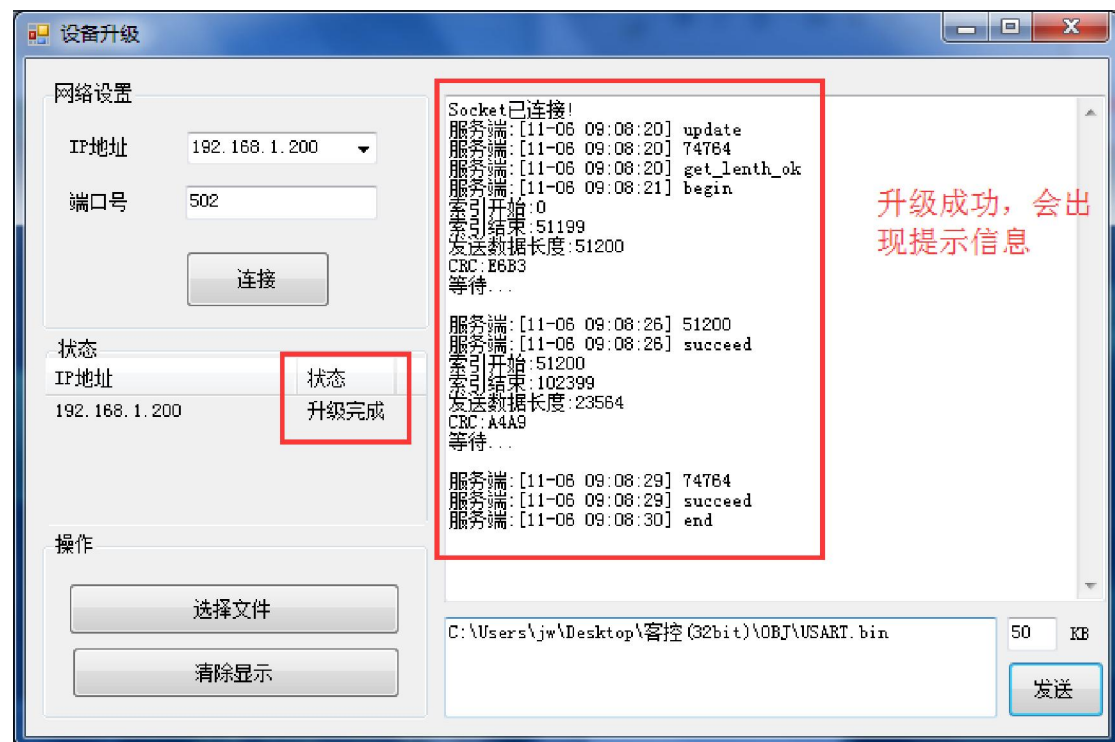 设备升级
网络设置
IP地址
192.168.1.200
端口号
502
连接
状态
IP地址 状态
192.168.1.200 升级完成
操作
选择文件
清除显示
Socket已连接!
服务端:[11-06 09:08:20] update
服务端:[11-06 09:08:20] 74764
服务端:[11-06 09:08:20] get_lenth_ok
服务端:[11-06 09:08:21] begin
索引开始:0
索引结束:51199
发送数据长度:51200
CRC:E6B3
等待...
服务端:[11-06 09:08:26] 51200
服务端:[11-06 09:08:26] succeed
索引开始:51200
索引结束:102399
发送数据长度:23564
CRC:A4A9
等待...
服务端:[11-06 09:08:29] 74764
服务端:[11-06 09:08:29] succeed
服务端:[11-06 09:08:30] end
升级成功，会出
现提示信息
C:\Users\jw\Desktop\客控(32bit)\OBJ\USART.bin
50 KB
发送